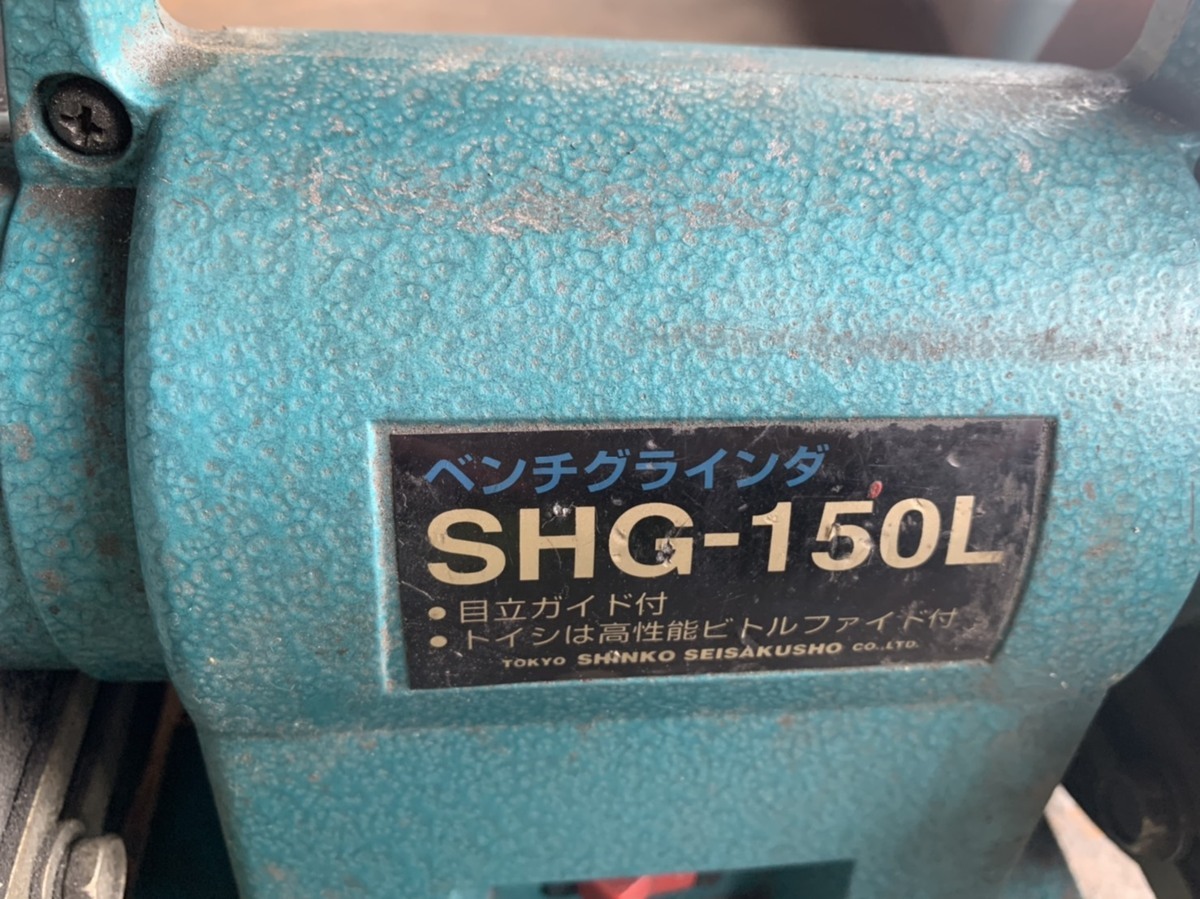 ベンチグラインダ
SHG-150L
•目立ガイド付
•トイシは高性能ビトルファイド付
TOKYO SHINKO SEISAKUSHO CO.,LTD.